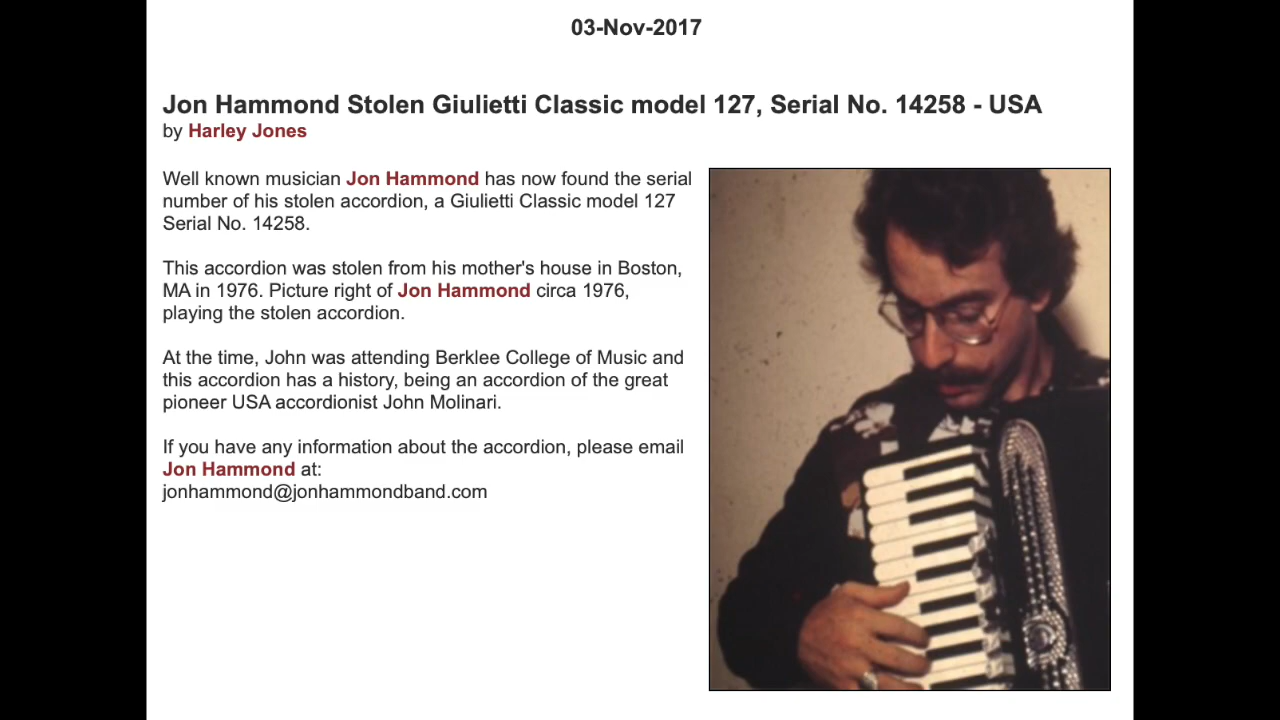 03-Nov-2017
Jon Hammond Stolen Giulietti Classic model 127, Serial No. 14258 - USA
by Harley Jones
Well known musician Jon Hammond has now found the serial
number of his stolen accordion, a Giulietti Classic model 127
Serial No. 14258.
This accordion was stolen from his mother's house in Boston,
MA in 1976. Picture right of Jon Hammond circa 1976,
playing the stolen accordion.
At the time, John was attending Berklee College of Music and
this accordion has a history, being an accordion of the great
pioneer USA accordionist John Molinari.
If you have any information about the accordion, please email
Jon Hammond at:
jonhammond@jonhammondband.com